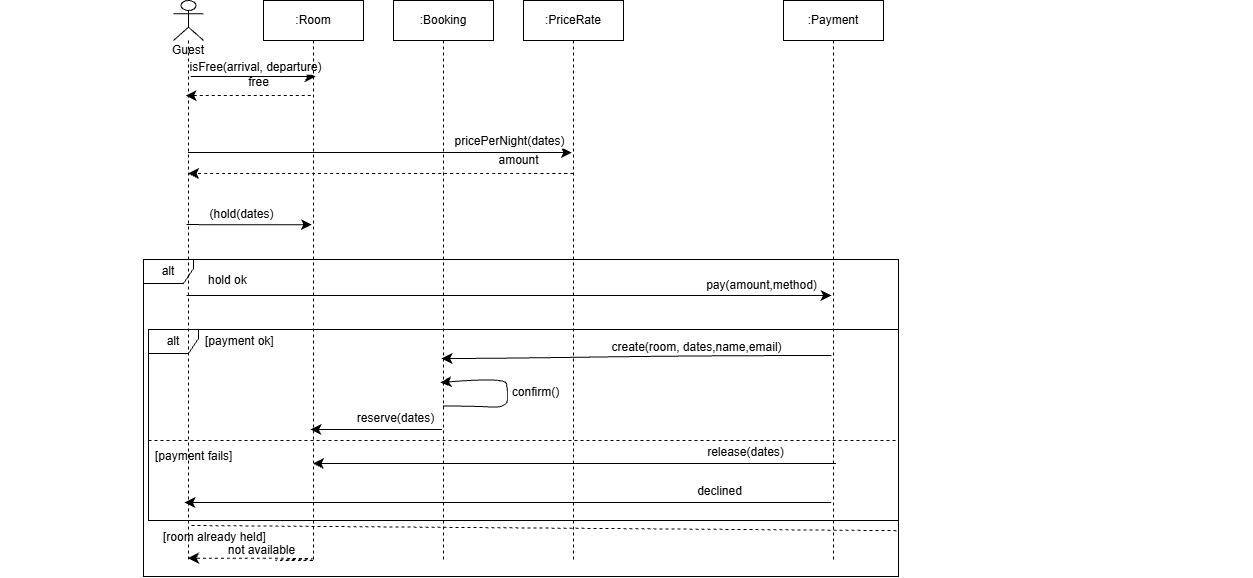 :Room
:Booking
:PriceRate
:Payment
Guest
isFree(arrival, departure)
free
pricePerNight(dates)
amount
(hold(dates)
alt
hold ok
pay(amount,method)
alt
[payment ok]
create(room, dates,name,email)
confirm()
reserve(dates)
[payment fails]
release(dates)
declined
[room already held]
not available